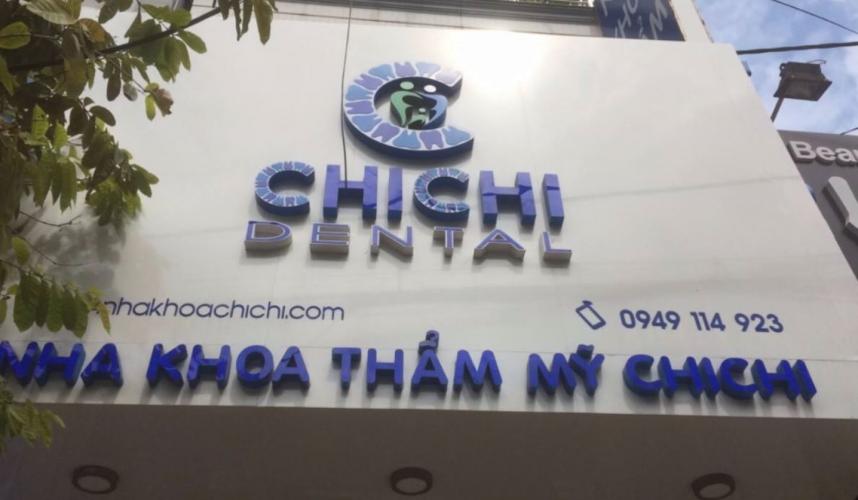 CHICHI
DENTAL
nhakhoachichi.com
0949 114 923
NHA KHOA THẨM MỸ CHICHI